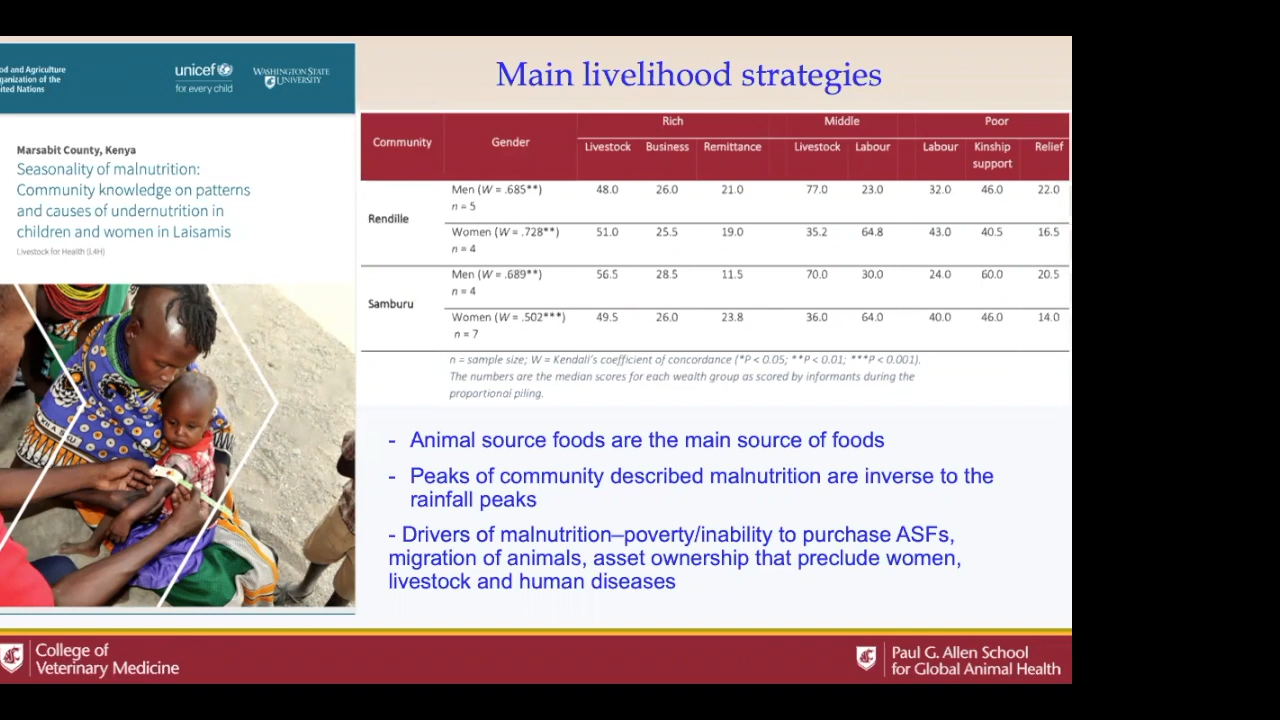 od and Agriculture
ganization of the
ited Nations
unicef
for every child
WASHINGTON STATE
UNIVERSITY
Marsabit County, Kenya
Seasonality of malnutrition:
Community knowledge on patterns
and causes of undernutrition in
children and women in Laisamis
Livestock for Health (L4H)
Main livelihood strategies
Community Gender Rich Middle Poor
Livestock Business Remittance Livestock Labour Labour Kinship support Relief
Rendille
Men (W = .685**) 48.0 26.0 21.0 77.0 23.0 32.0 46.0 22.0
n = 5
Women (W = .728**) 51.0 25.5 19.0 35.2 64.8 43.0 40.5 16.5
n = 4
Samburu
Men (W = .689**) 56.5 28.5 11.5 70.0 30.0 24.0 60.0 20.5
n = 4
Women (W = .502***) 49.5 26.0 23.8 36.0 64.0 40.0 46.0 14.0
n = 7
n = sample size; W = Kendall's coefficient of concordance (*P < 0.05; **P < 0.01; ***P < 0.001).
The numbers are the median scores for each wealth group as scored by informants during the
proportional piling.
- Animal source foods are the main source of foods
- Peaks of community described malnutrition are inverse to the
rainfall peaks
- Drivers of malnutrition–poverty/inability to purchase ASFs,
migration of animals, asset ownership that preclude women,
livestock and human diseases
College of
Veterinary Medicine
Paul G. Allen School
for Global Animal Health